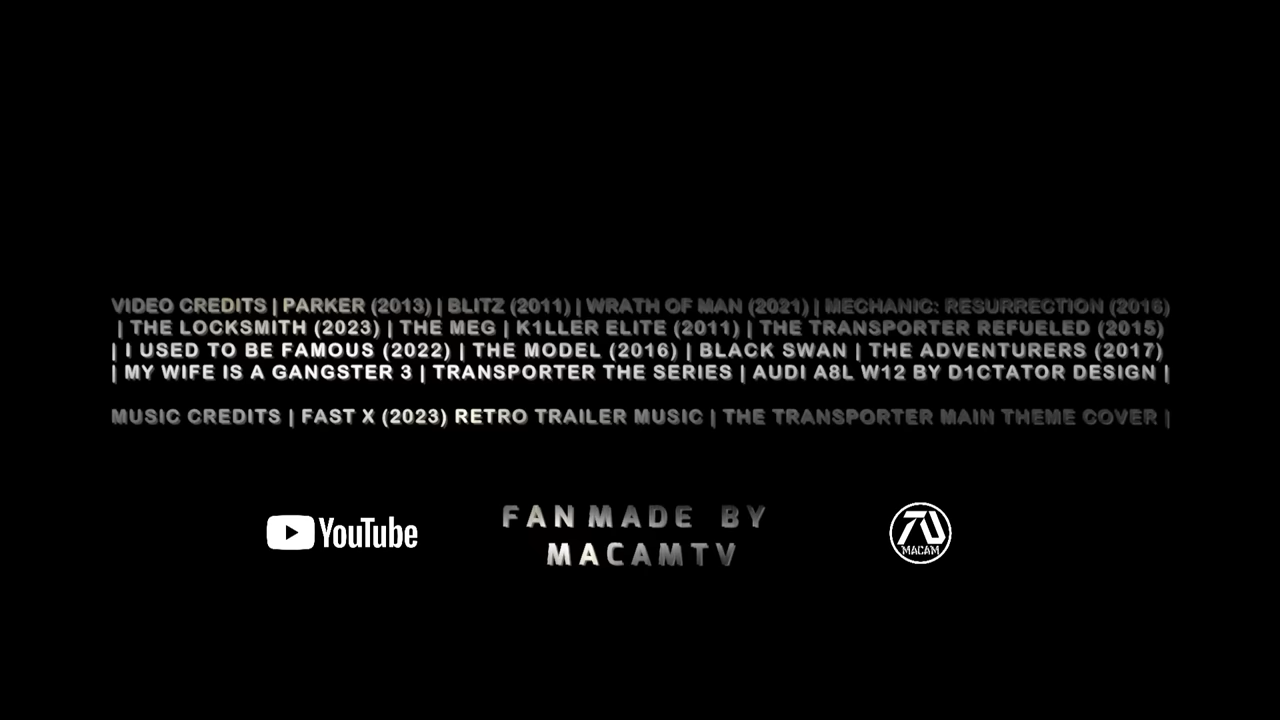 VIDEO CREDITS | PARKER (2013) | BLITZ (2011) | WRATH OF MAN (2021) | MECHANIC: RESURRECTION (2016)
| THE LOCKSMITH (2023) | THE MEG | K1LLER ELITE (2011) | THE TRANSPORTER REFUELED (2015)
| I USED TO BE FAMOUS (2022) | THE MODEL (2016) | BLACK SWAN | THE ADVENTURERS (2017)
| MY WIFE IS A GANGSTER 3 | TRANSPORTER THE SERIES | AUDI A8L W12 BY D1CTATOR DESIGN |
MUSIC CREDITS | FAST X (2023) RETRO TRAILER MUSIC | THE TRANSPORTER MAIN THEME COVER |
YouTube
FANMADE BY
MACAMTV
MACAM